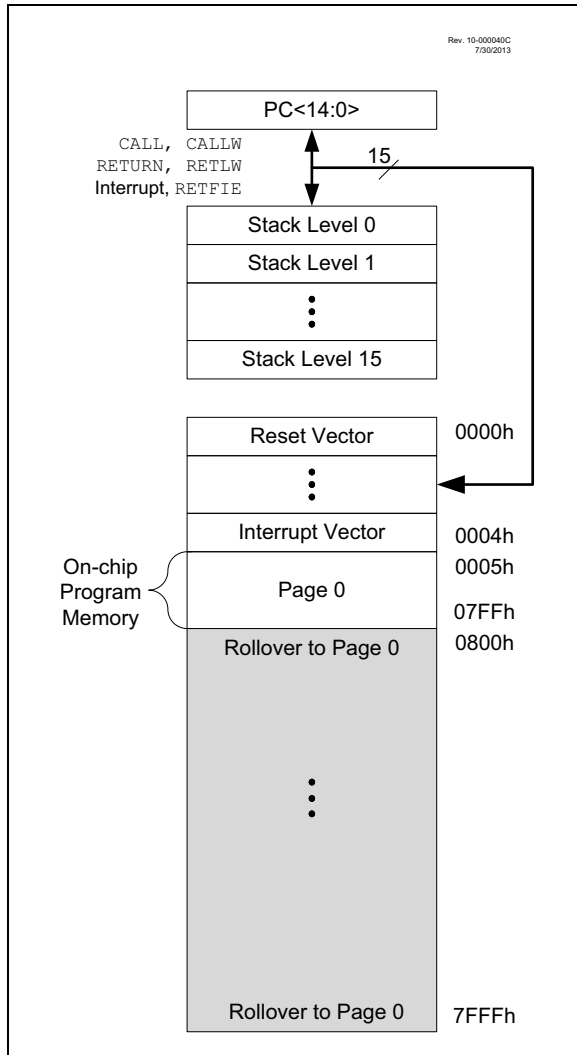 Rev. 10-000040C
7/30/2013
PC<14:0>
CALL, CALLW
RETURN, RETLW
Interrupt, RETFIE
15
Stack Level 0
Stack Level 1
Stack Level 15
Reset Vector
0000h
Interrupt Vector
0004h
On-chip
Program
Memory
Page 0
0005h
07FFh
Rollover to Page 0
0800h
Rollover to Page 0
7FFFh